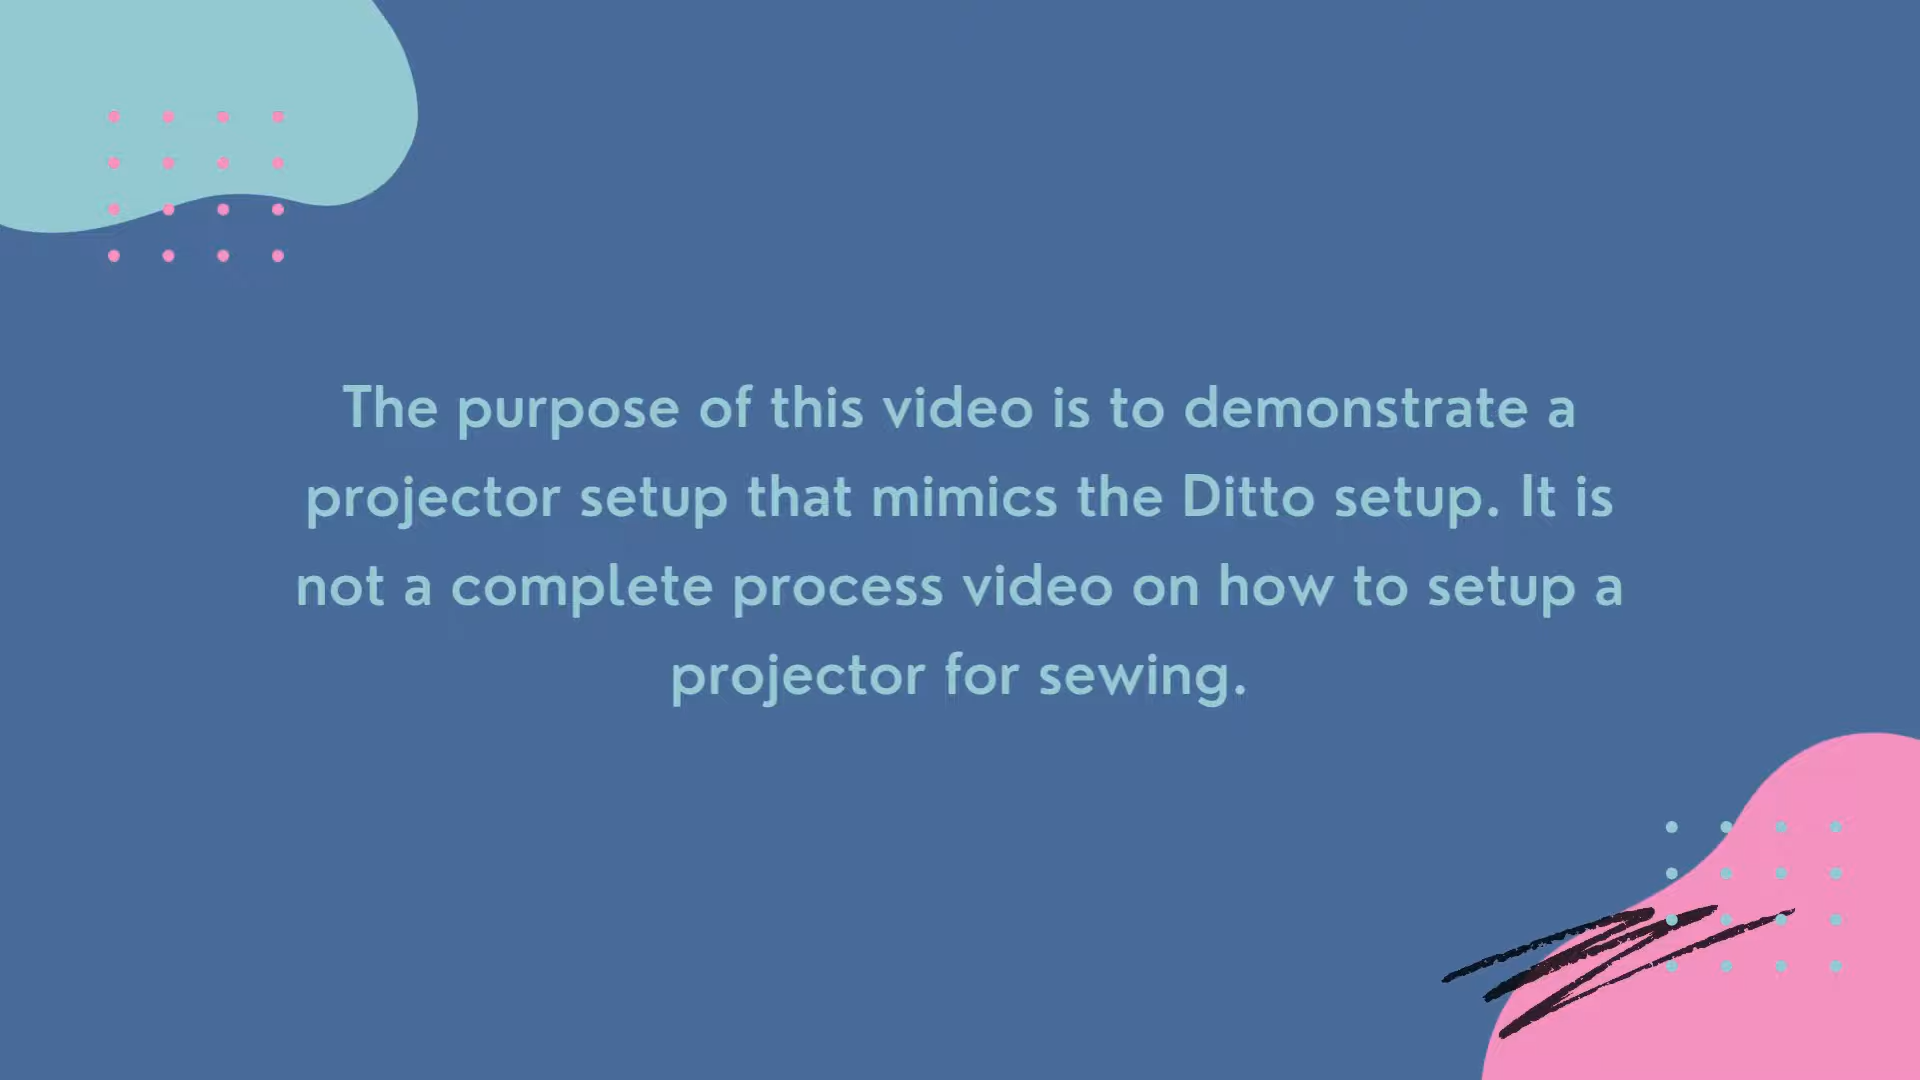 The purpose of this video is to demonstrate a
projector setup that mimics the Ditto setup. It is
not a complete process video on how to setup a
projector for sewing.